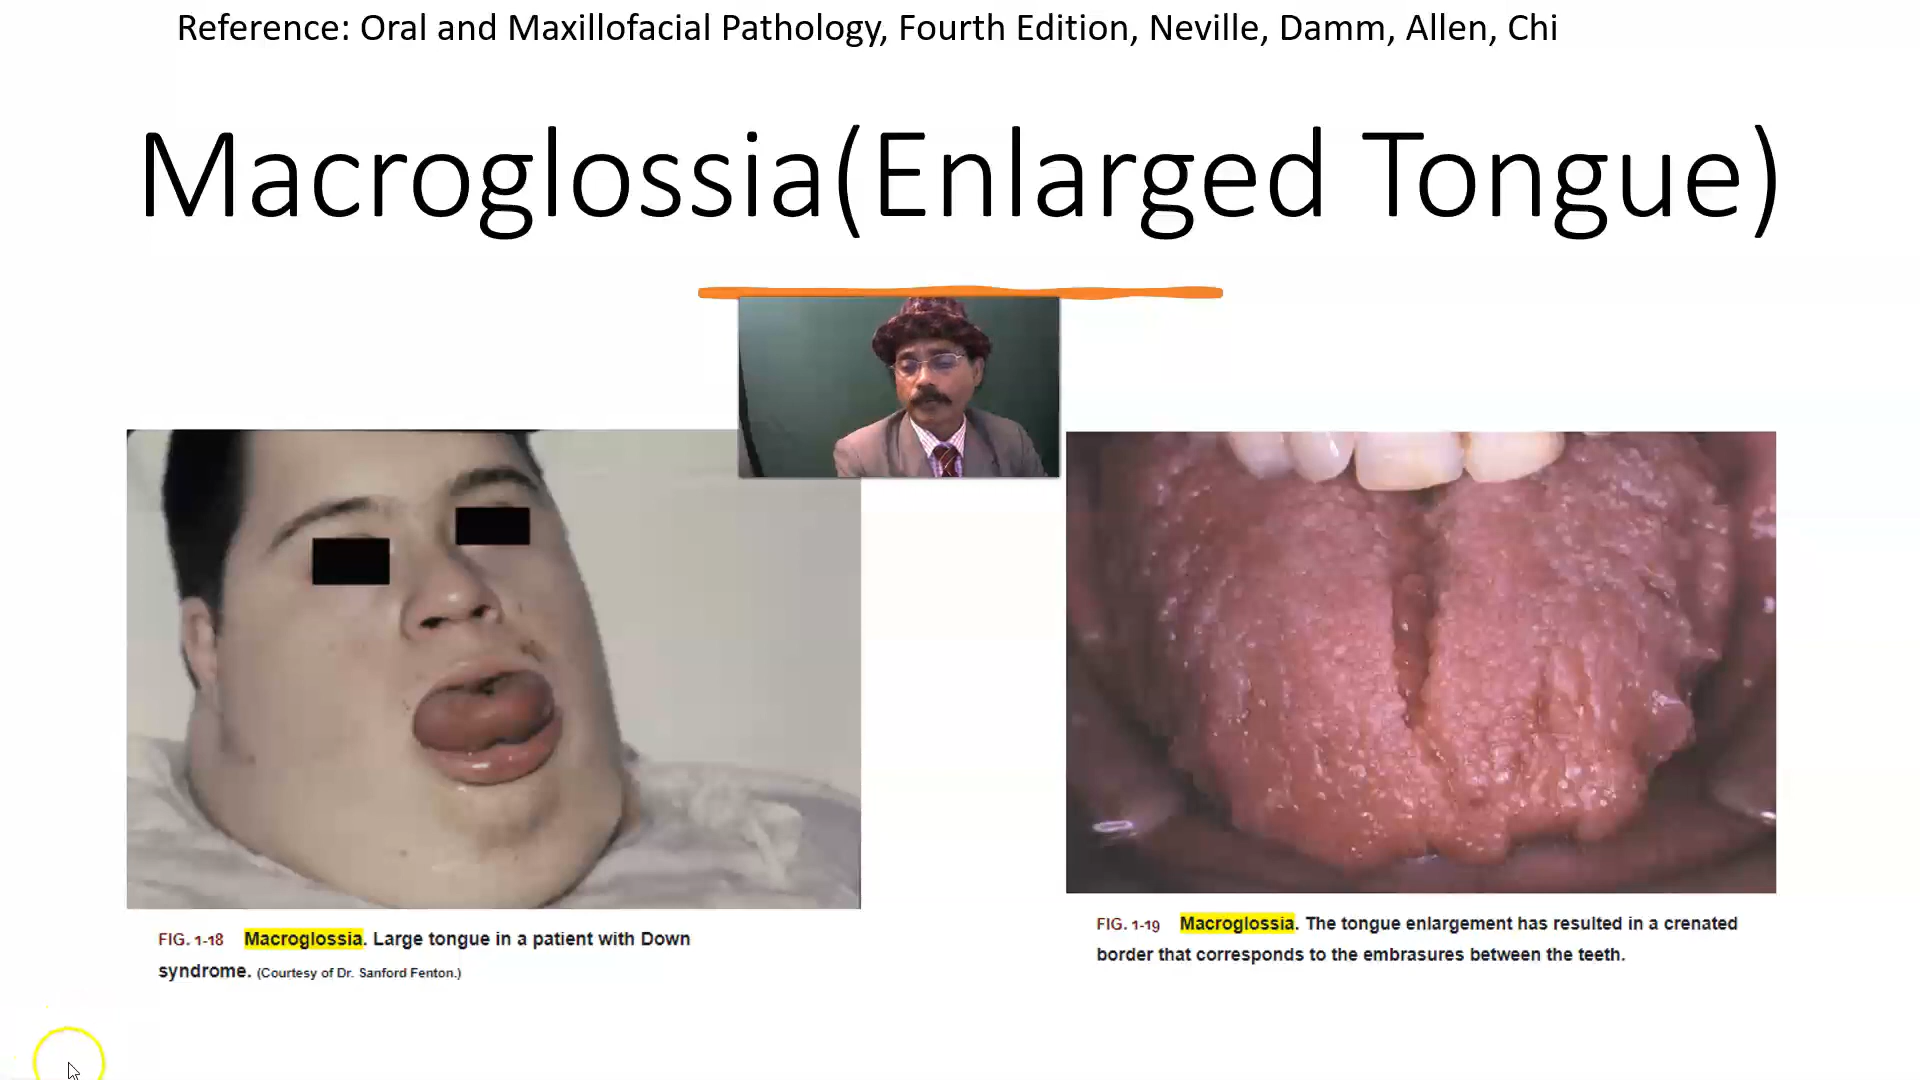 Reference: Oral and Maxillofacial Pathology, Fourth Edition, Neville, Damm, Allen, Chi
Macroglossia(Enlarged Tongue)
FIG. 1-18 Macroglossia. Large tongue in a patient with Down
syndrome. (Courtesy of Dr. Sanford Fenton.)
FIG. 1-19 Macroglossia. The tongue enlargement has resulted in a crenated
border that corresponds to the embrasures between the teeth.